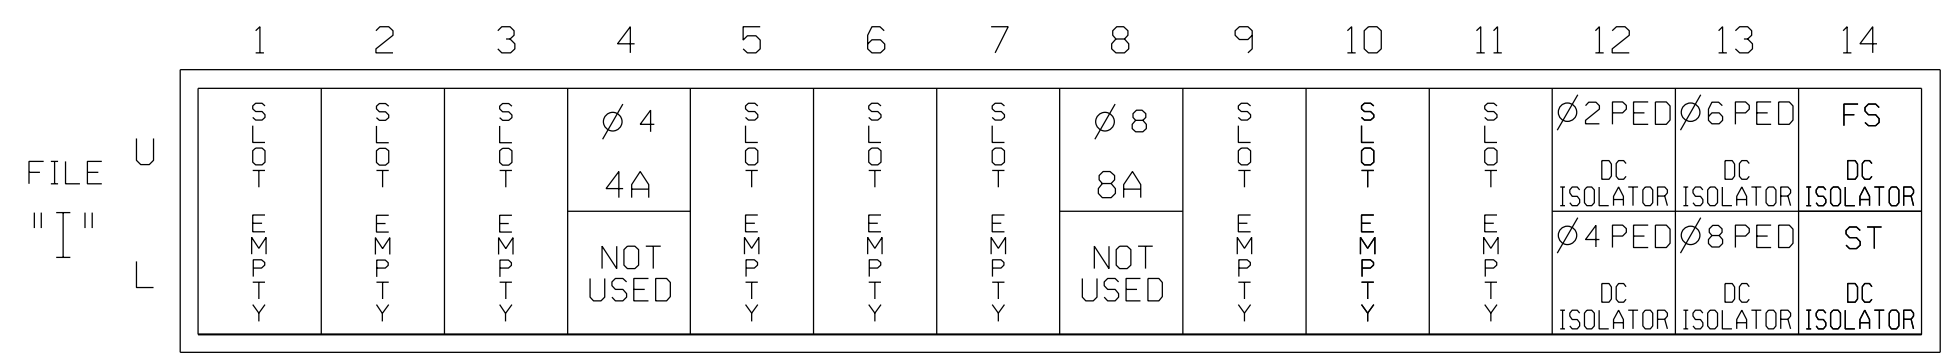 1 2 3 4 5 6 7 8 9 10 11 12 13 14
FILE
"I"
U
L
SLOT EMPTY
SLOT EMPTY
SLOT EMPTY
Ø 4
4A
NOT
USED
SLOT EMPTY
SLOT EMPTY
SLOT EMPTY
Ø 8
8A
NOT
USED
SLOT EMPTY
SLOT EMPTY
SLOT EMPTY
Ø2 PED
DC
ISOLATOR
Ø4 PED
DC
ISOLATOR
Ø6 PED
DC
ISOLATOR
Ø8 PED
DC
ISOLATOR
FS
DC
ISOLATOR
ST
DC
ISOLATOR